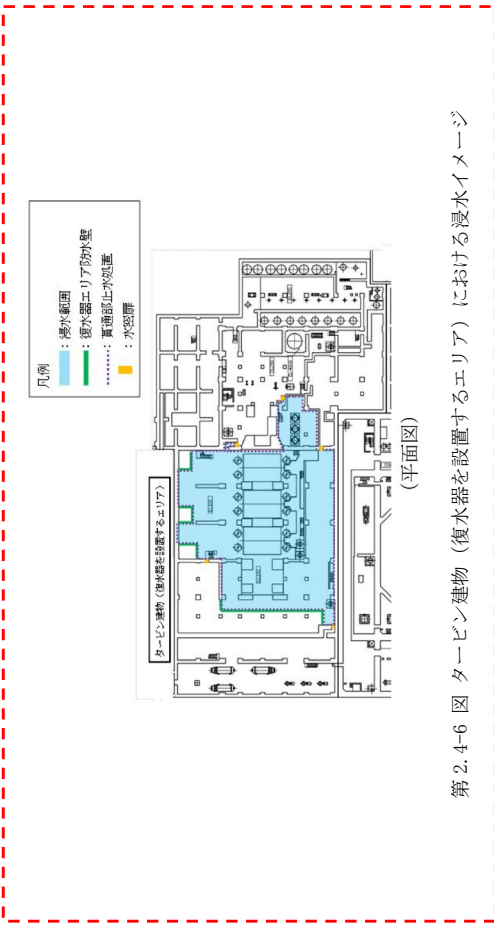 凡例
：浸水範囲
：復水器エリア防水壁
：貫通部止水処置
：水密扉
タービン建物（復水器を設置するエリア）
(平面図)
第 2.4-6 図 タービン建物（復水器を設置するエリア）における浸水イメージ